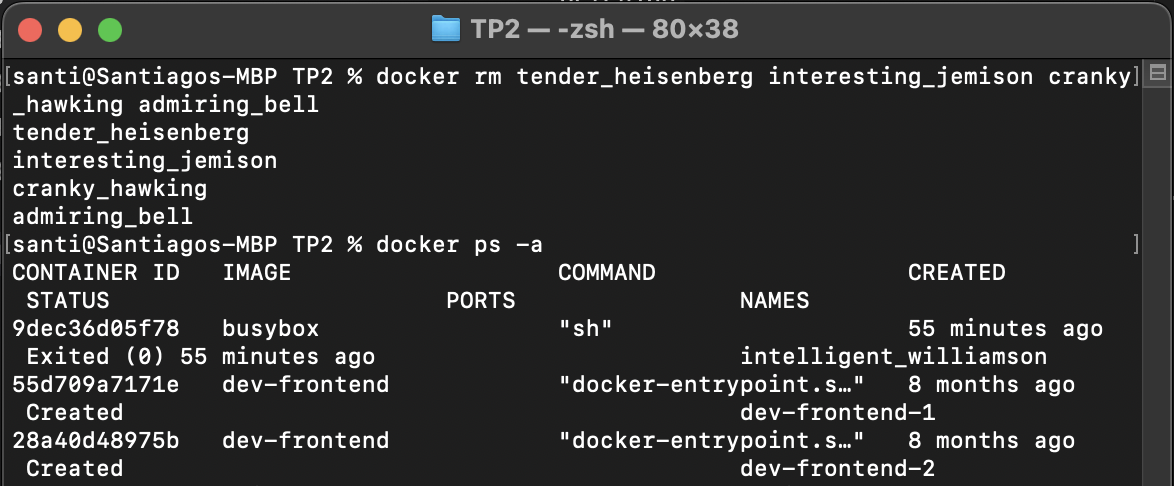 TP2 — -zsh — 80×38
[santi@Santiagos-MBP TP2 % docker rm tender_heisenberg interesting_jemison cranky]
_hawking admiring_bell
tender_heisenberg
interesting_jemison
cranky_hawking
admiring_bell
[santi@Santiagos-MBP TP2 % docker ps -a ]
CONTAINER ID   IMAGE                   COMMAND                  CREATED
 STATUS                        PORTS                NAMES
9dec36d05f78   busybox                 "sh"                     55 minutes ago
 Exited (0) 55 minutes ago                          intelligent_williamson
55d709a7171e   dev-frontend            "docker-entrypoint.s…"   8 months ago
 Created                                            dev-frontend-1
28a40d48975b   dev-frontend            "docker-entrypoint.s…"   8 months ago
 Created                                            dev-frontend-2